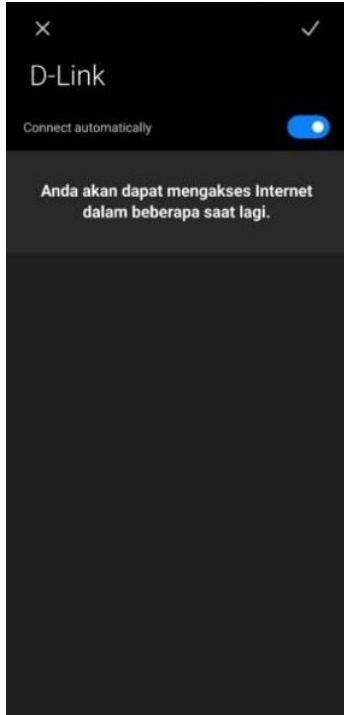 D-Link
Connect automatically
Anda akan dapat mengakses Internet
dalam beberapa saat lagi.